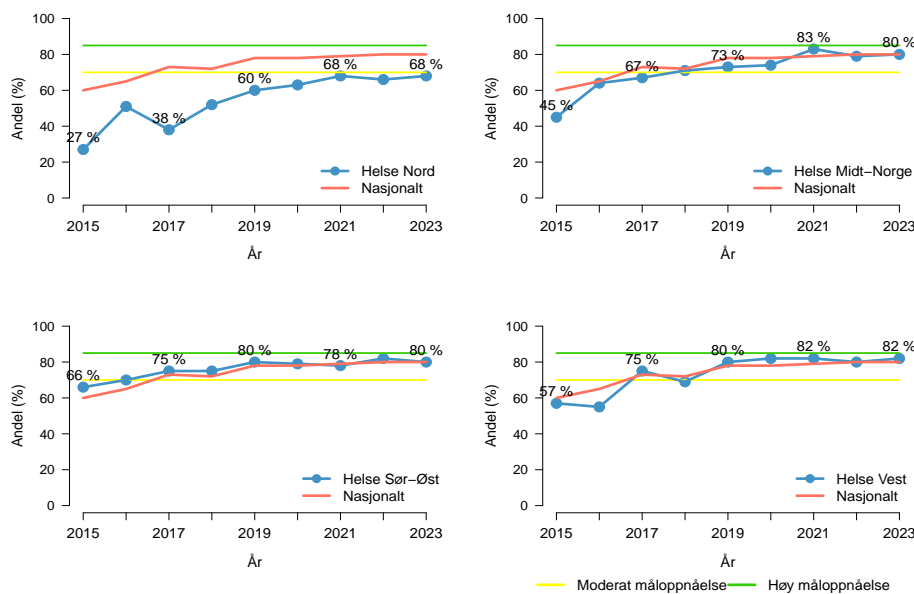 100
80
60
40
20
0
Andel (%)
27 %
38 %
60 %
68 %
68 %
Helse Nord
Nasjonalt
2015 2017 2019 2021 2023
År
100
80
60
40
20
0
Andel (%)
45 %
67 %
73 %
83 %
80 %
Helse Midt−Norge
Nasjonalt
2015 2017 2019 2021 2023
År
100
80
60
40
20
0
Andel (%)
66 %
75 %
80 %
78 %
80 %
Helse Sør−Øst
Nasjonalt
2015 2017 2019 2021 2023
År
100
80
60
40
20
0
Andel (%)
57 %
75 %
80 %
82 %
82 %
Helse Vest
Nasjonalt
2015 2017 2019 2021 2023
År
Moderat måloppnåelse Høy måloppnåelse